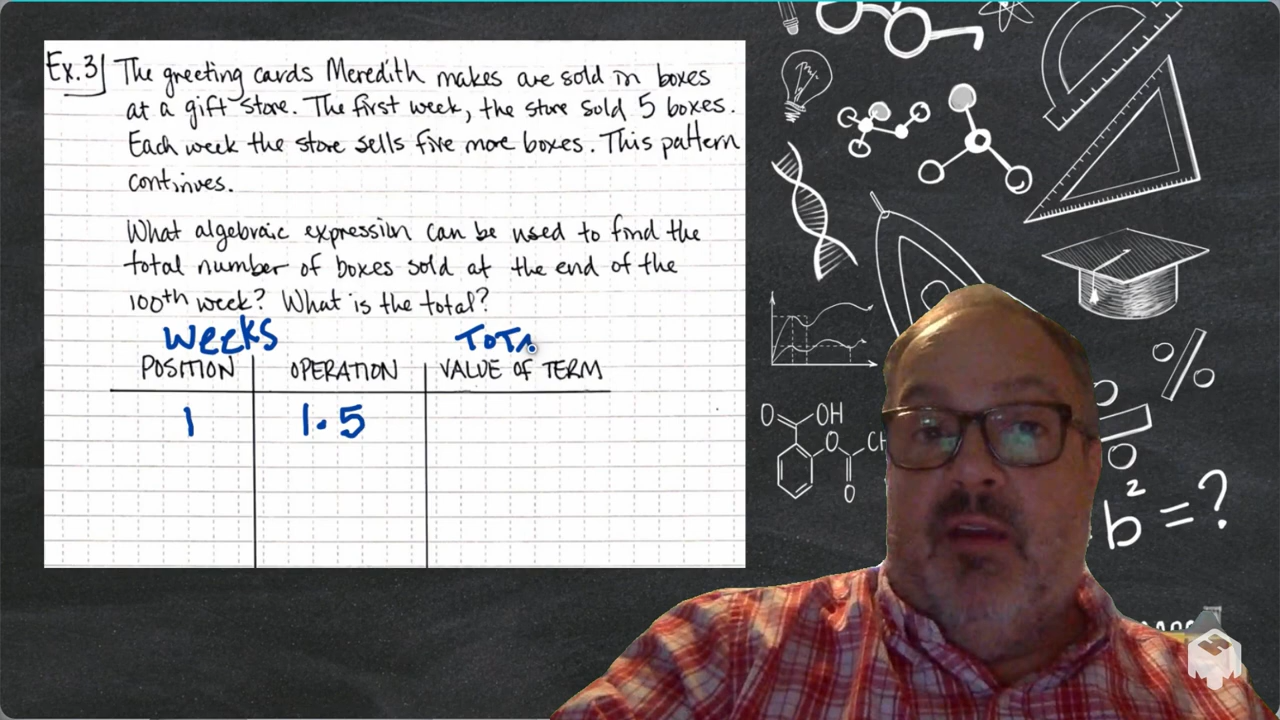 Ex. 3] The greeting cards Meredith makes are sold in boxes
at a gift store. The first week, the store sold 5 boxes.
Each week the store sells five more boxes. This pattern
continues.
What algebraic expression can be used to find the
total number of boxes sold at the end of the
100th week? What is the total?
Weeks TOTA
POSITION OPERATION VALUE OF TERM
1 1·5
%
O OH
O
O
b² = ?